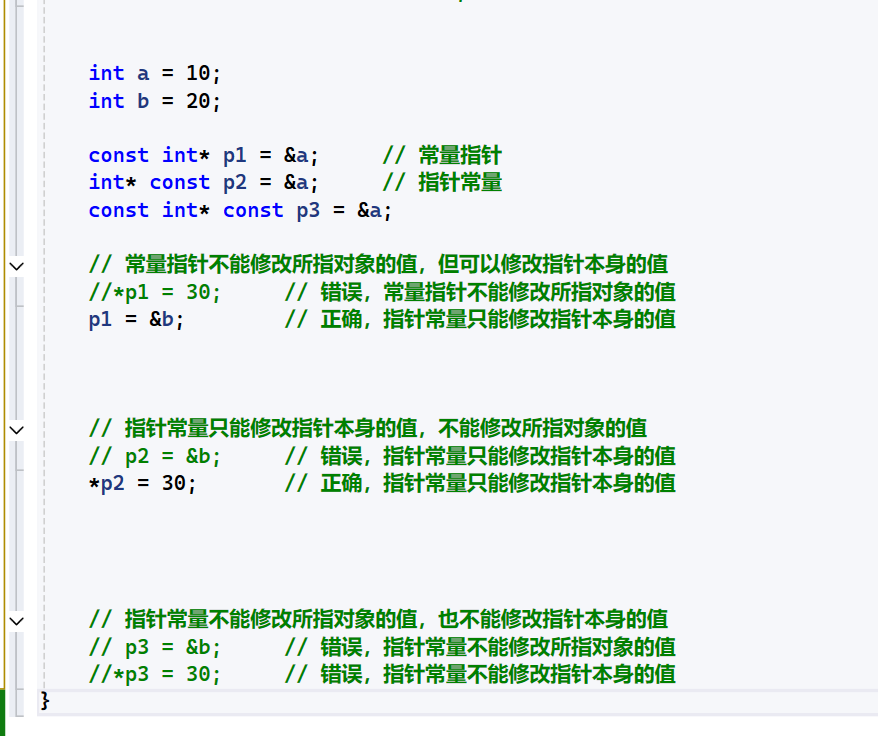 int a = 10;
int b = 20;
const int* p1 = &a;     // 常量指针
int* const p2 = &a;     // 指针常量
const int* const p3 = &a;
// 常量指针不能修改所指对象的值，但可以修改指针本身的值
//*p1 = 30;     // 错误，常量指针不能修改所指对象的值
p1 = &b;        // 正确，指针常量只能修改指针本身的值
// 指针常量只能修改指针本身的值，不能修改所指对象的值
// p2 = &b;     // 错误，指针常量只能修改指针本身的值
*p2 = 30;       // 正确，指针常量只能修改指针本身的值
// 指针常量不能修改所指对象的值，也不能修改指针本身的值
// p3 = &b;     // 错误，指针常量不能修改所指对象的值
//*p3 = 30;     // 错误，指针常量不能修改指针本身的值
}